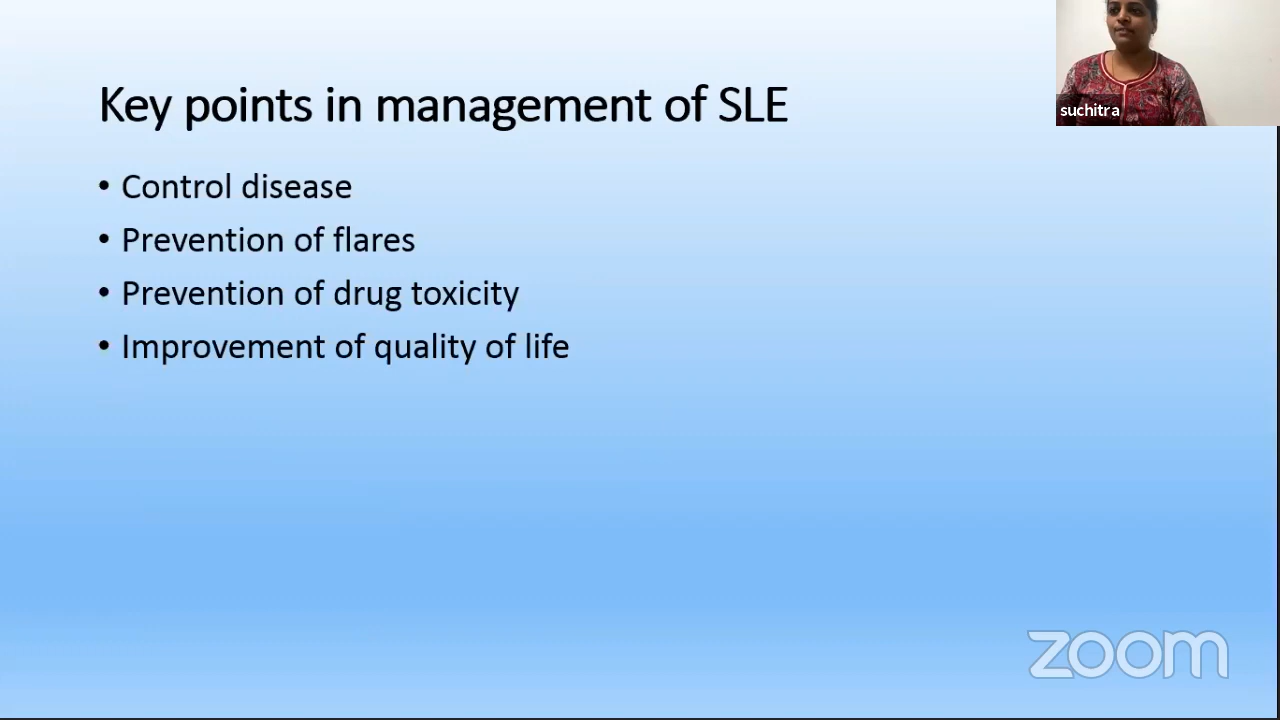 Key points in management of SLE
suchitra
• Control disease
• Prevention of flares
• Prevention of drug toxicity
• Improvement of quality of life
zoom